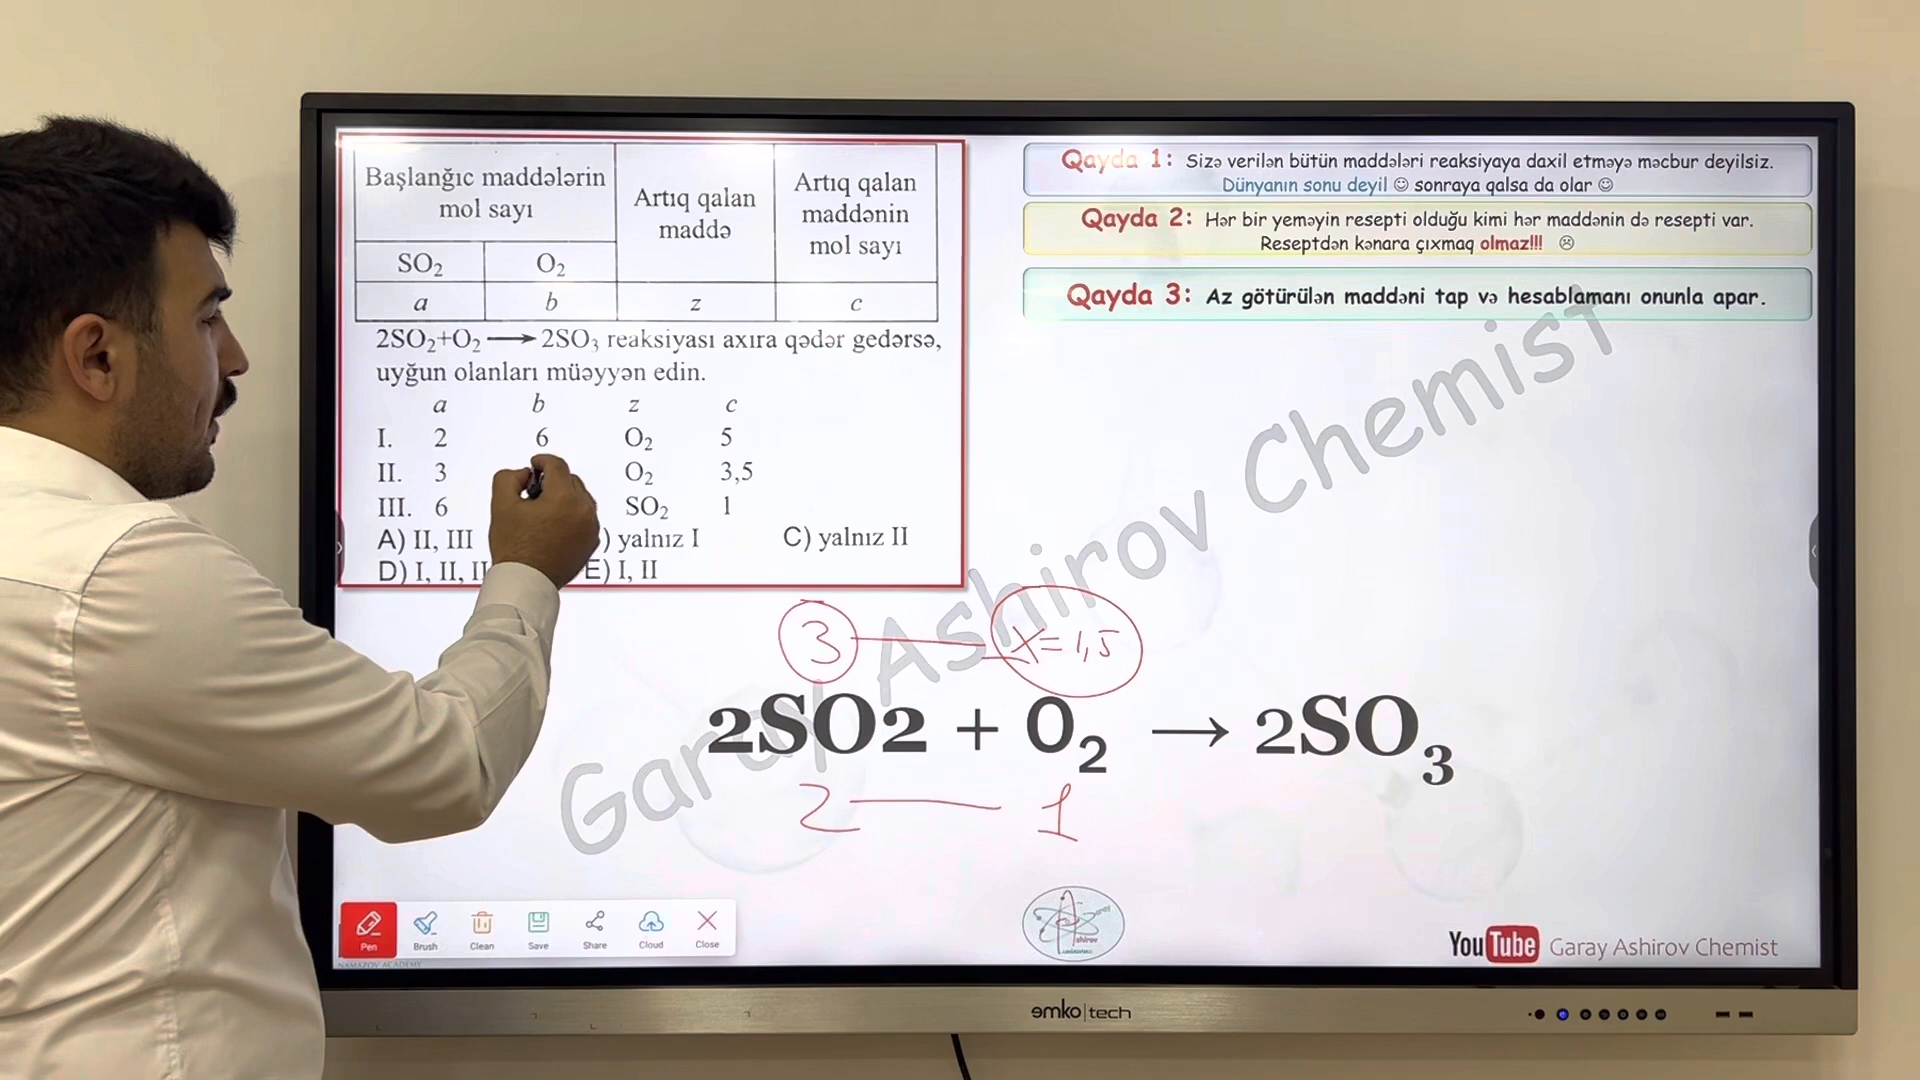 Başlanğıc maddələrin mol sayı
Artıq qalan maddə
Artıq qalan maddənin mol sayı
SO₂ O₂
a b z c
2SO₂+O₂ ⟶ 2SO₃ reaksiyası axıra qədər gedərsə,
uyğun olanları müəyyən edin.
a b z c
I. 2 6 O₂ 5
II. 3 O₂ 3,5
III. 6 SO₂ 1
A) II, III ) yalnız I C) yalnız II
D) I, II, II E) I, II
Qayda 1: Sizə verilən bütün maddələri reaksiyaya daxil etməyə məcbur deyilsiz.
Dünyanın sonu deyil ☺ sonraya qalsa da olar ☺
Qayda 2: Hər bir yeməyin resepti olduğu kimi hər maddənin də resepti var.
Reseptdən kənara çıxmaq olmaz!!! ☹
Qayda 3: Az götürülən maddəni tap və hesablamanı onunla apar.
3 — x=1,5
2SO2 + O₂ → 2SO₃
2 — 1
Garay Ashirov Chemist
Pen Brush Clean Save Share Cloud Close
NAMAZOV ACADEMY
YouTube Garay Ashirov Chemist
emko|tech